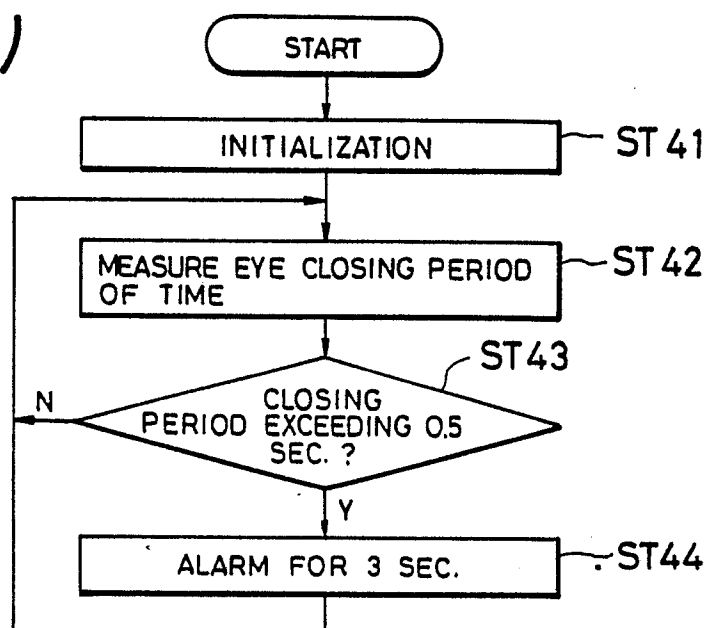 )
START
INITIALIZATION
ST 41
MEASURE EYE CLOSING PERIOD
OF TIME
ST 42
ST43
CLOSING
PERIOD EXCEEDING 0.5
SEC. ?
N
Y
ALARM FOR 3 SEC.
ST44